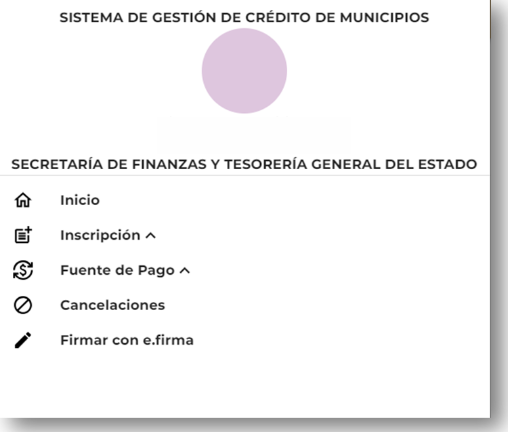 SISTEMA DE GESTIÓN DE CRÉDITO DE MUNICIPIOS
SECRETARÍA DE FINANZAS Y TESORERÍA GENERAL DEL ESTADO
Inicio
Inscripción
Fuente de Pago
Cancelaciones
Firmar con e.firma